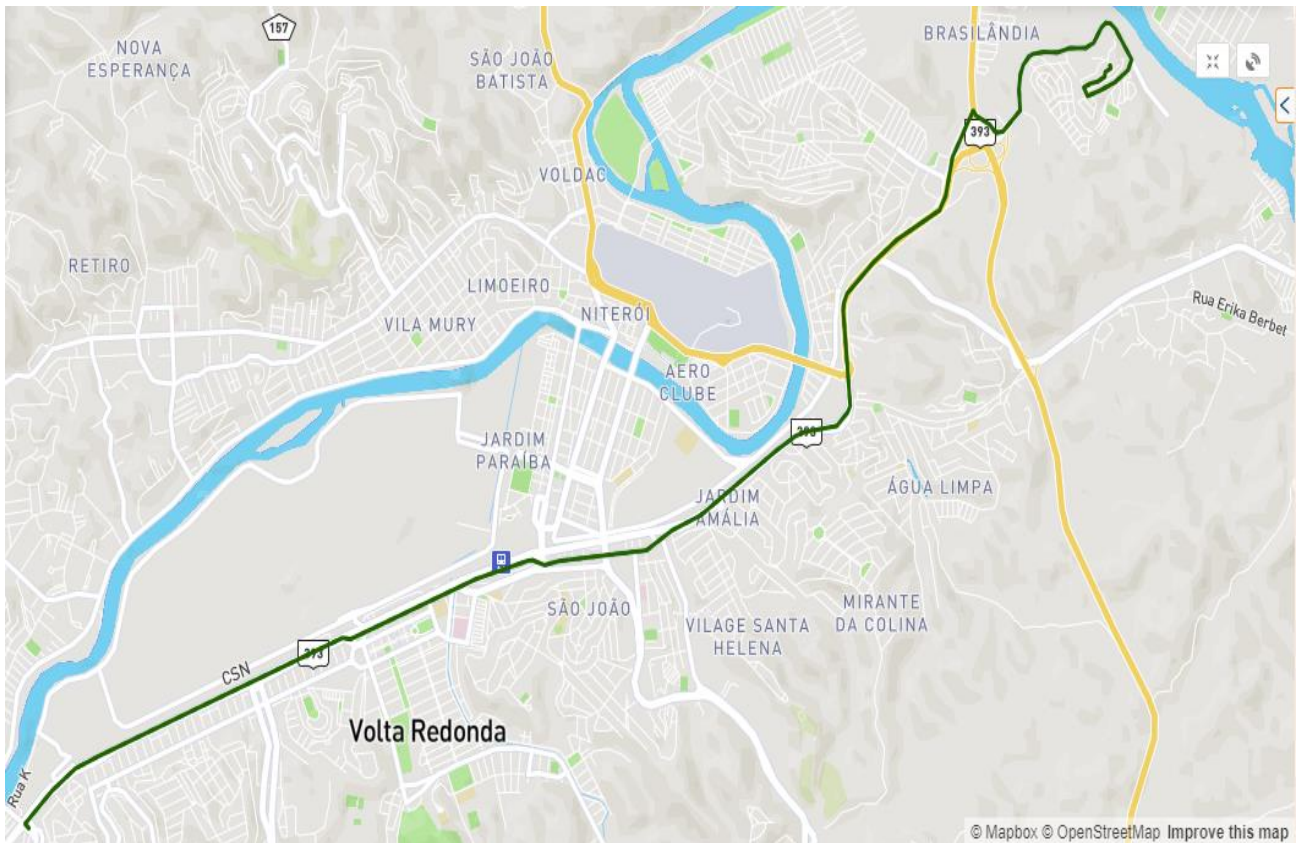 157
NOVA
ESPERANÇA
SÃO JOÃO
BATISTA
BRASILÂNDIA
393
VOLDAC
RETIRO
LIMOEIRO
NITERÓI
VILA MURY
Rua Erika Berbet
AERO
CLUBE
JARDIM
PARAÍBA
393
ÁGUA LIMPA
JARDIM
AMÁLIA
SÃO JOÃO
MIRANTE
DA COLINA
VILAGE SANTA
HELENA
393
CSN
Volta Redonda
Rua K
© Mapbox © OpenStreetMap Improve this map